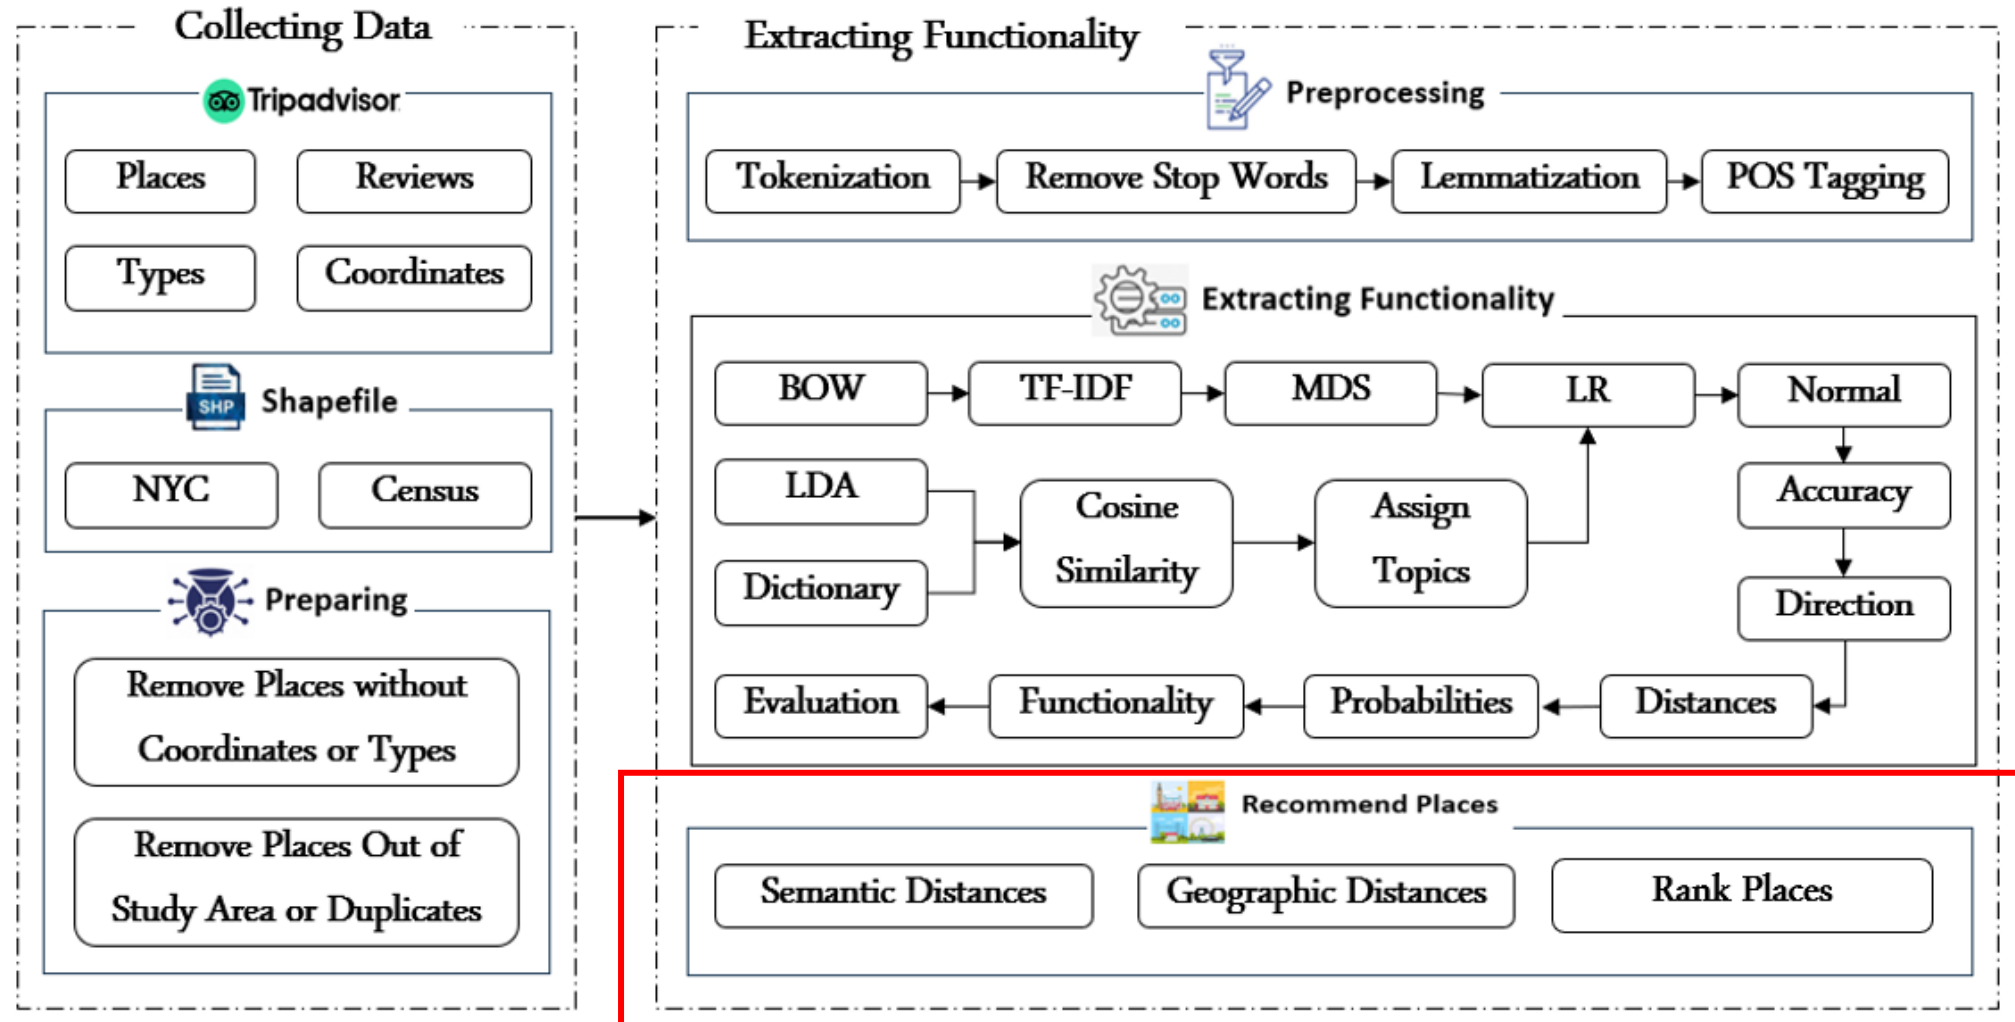 Collecting Data
Tripadvisor
Places
Reviews
Types
Coordinates
SHP
Shapefile
NYC
Census
Preparing
Remove Places without
Coordinates or Types
Remove Places Out of
Study Area or Duplicates
Extracting Functionality
Preprocessing
Tokenization
Remove Stop Words
Lemmatization
POS Tagging
Extracting Functionality
BOW
TF-IDF
MDS
LR
Normal
LDA
Dictionary
Cosine
Similarity
Assign
Topics
Accuracy
Direction
Evaluation
Functionality
Probabilities
Distances
Recommend Places
Semantic Distances
Geographic Distances
Rank Places